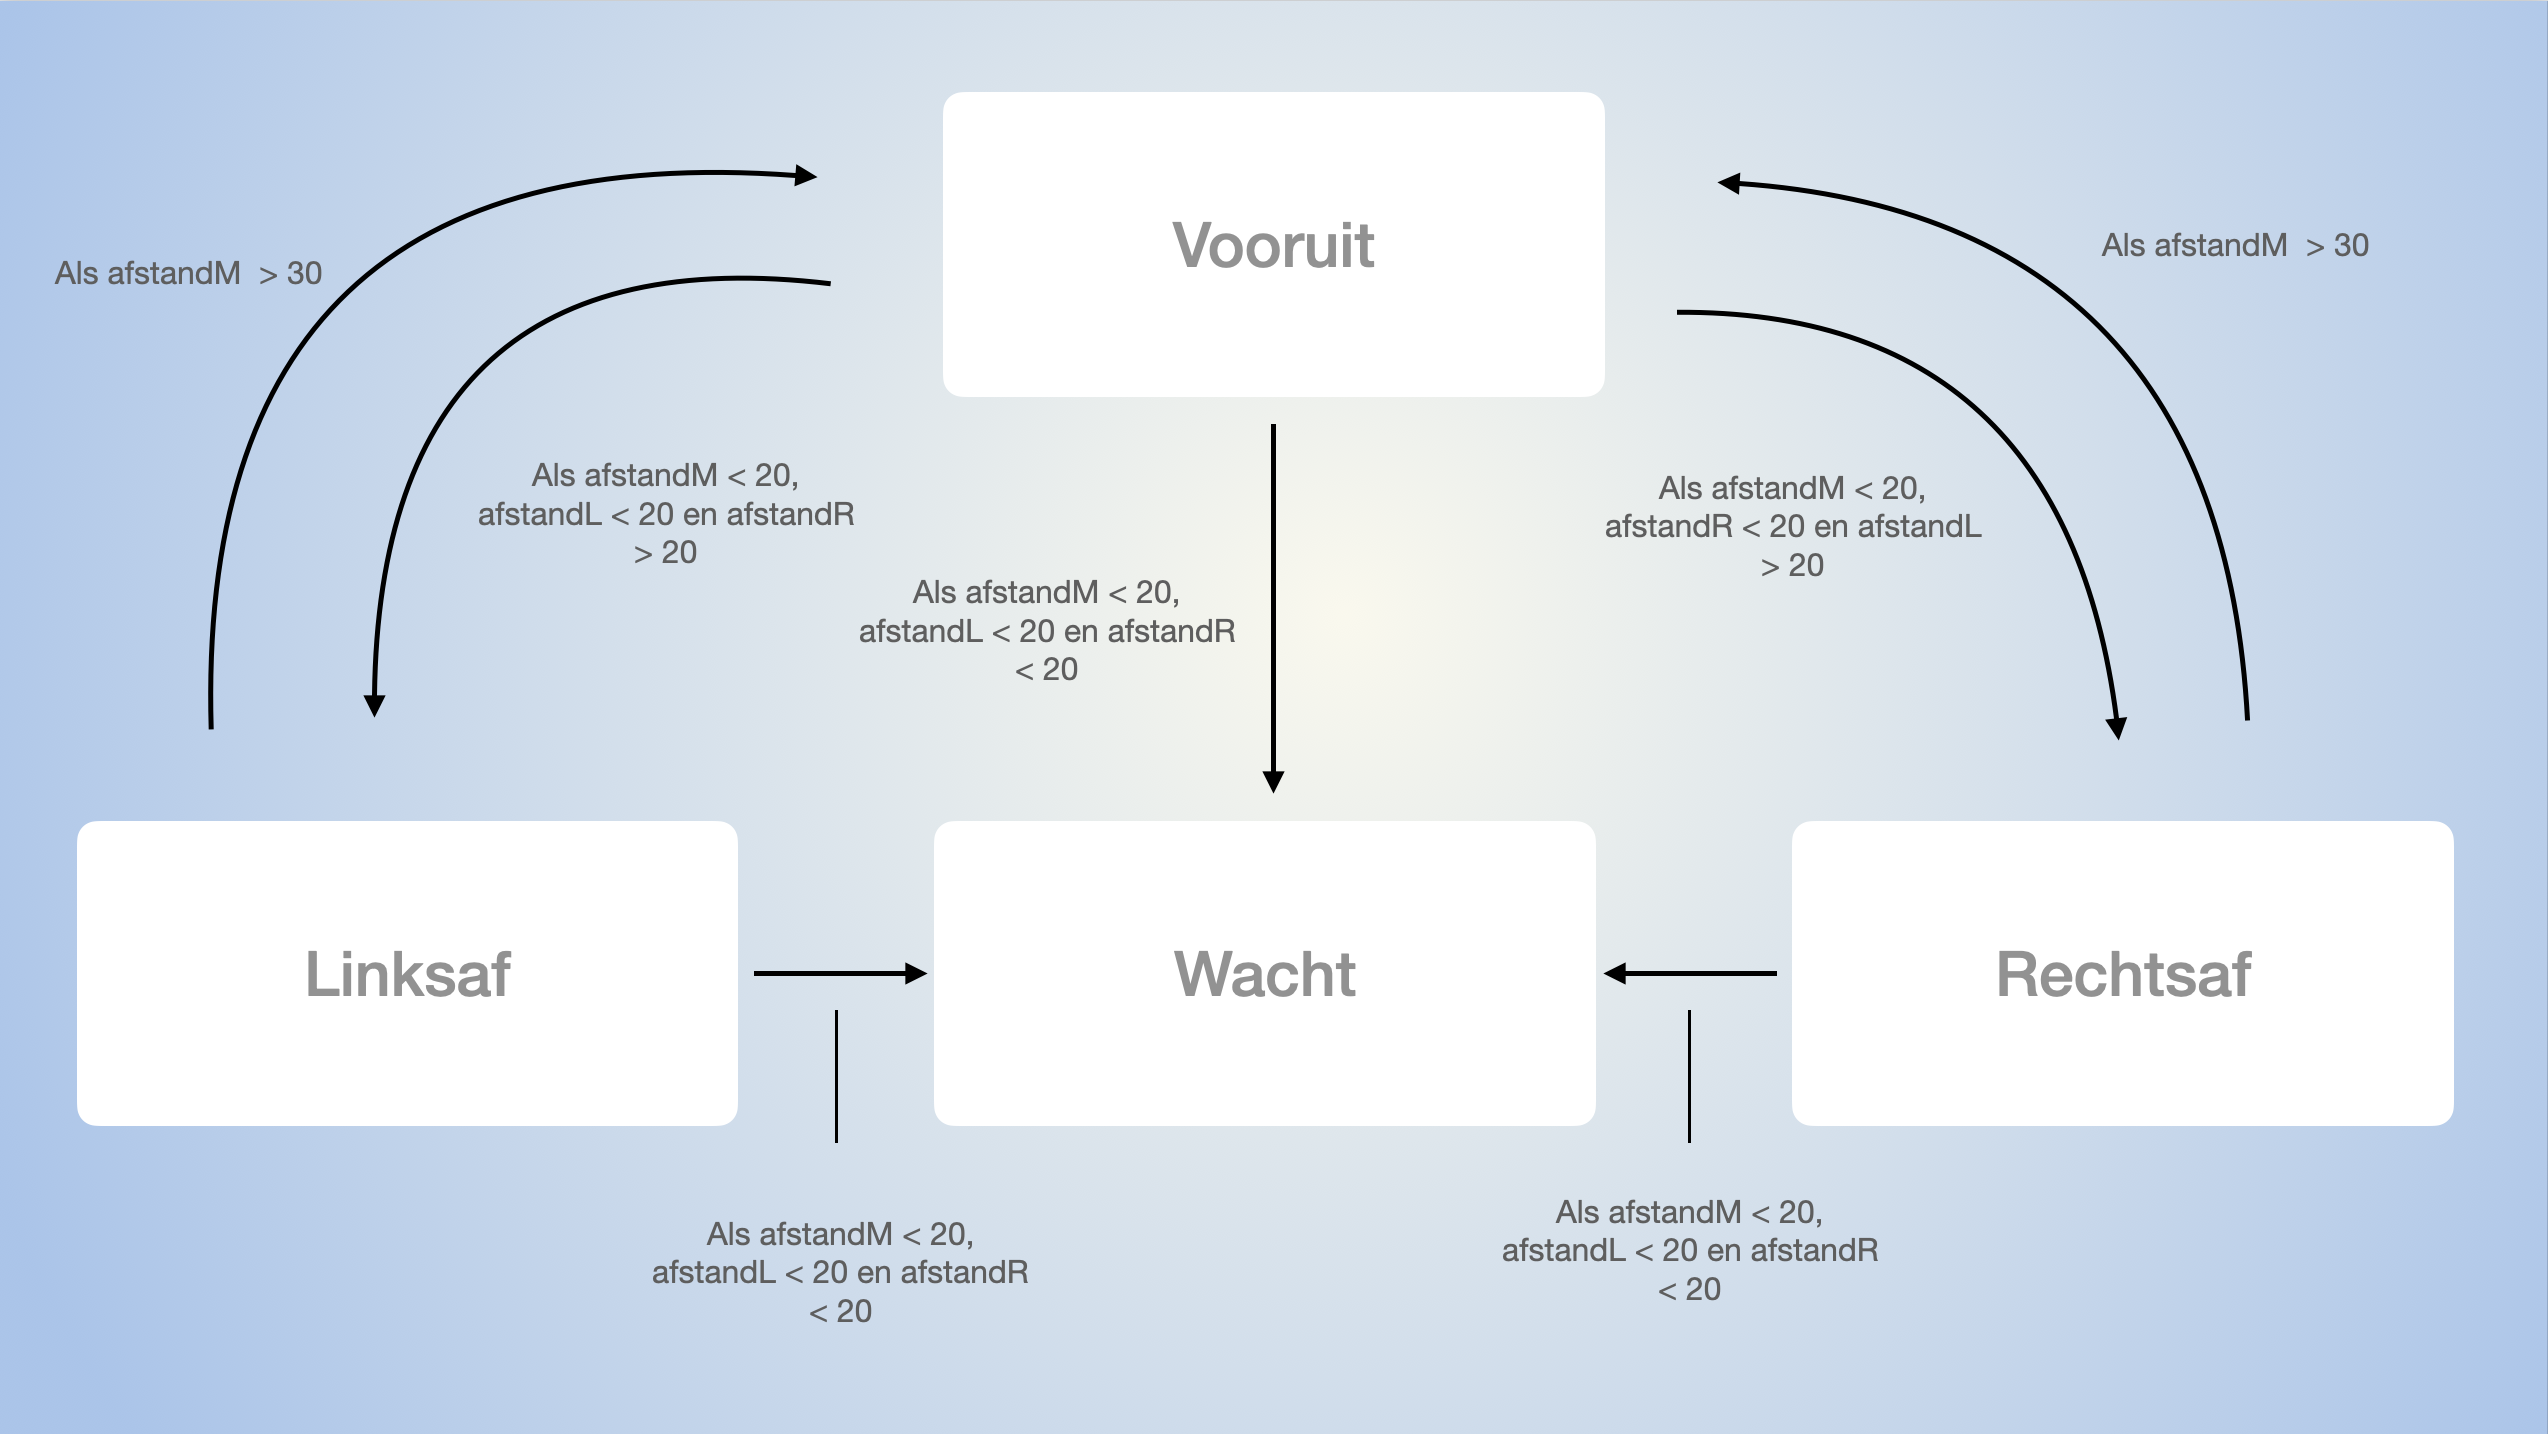 Vooruit
Als afstandM  > 30
Als afstandM  > 30
Als afstandM < 20,
afstandL < 20 en afstandR
> 20
Als afstandM < 20,
afstandL < 20 en afstandR
< 20
Als afstandM < 20,
afstandR < 20 en afstandL
> 20
Linksaf
Wacht
Rechtsaf
Als afstandM < 20,
afstandL < 20 en afstandR
< 20
Als afstandM < 20,
afstandL < 20 en afstandR
< 20